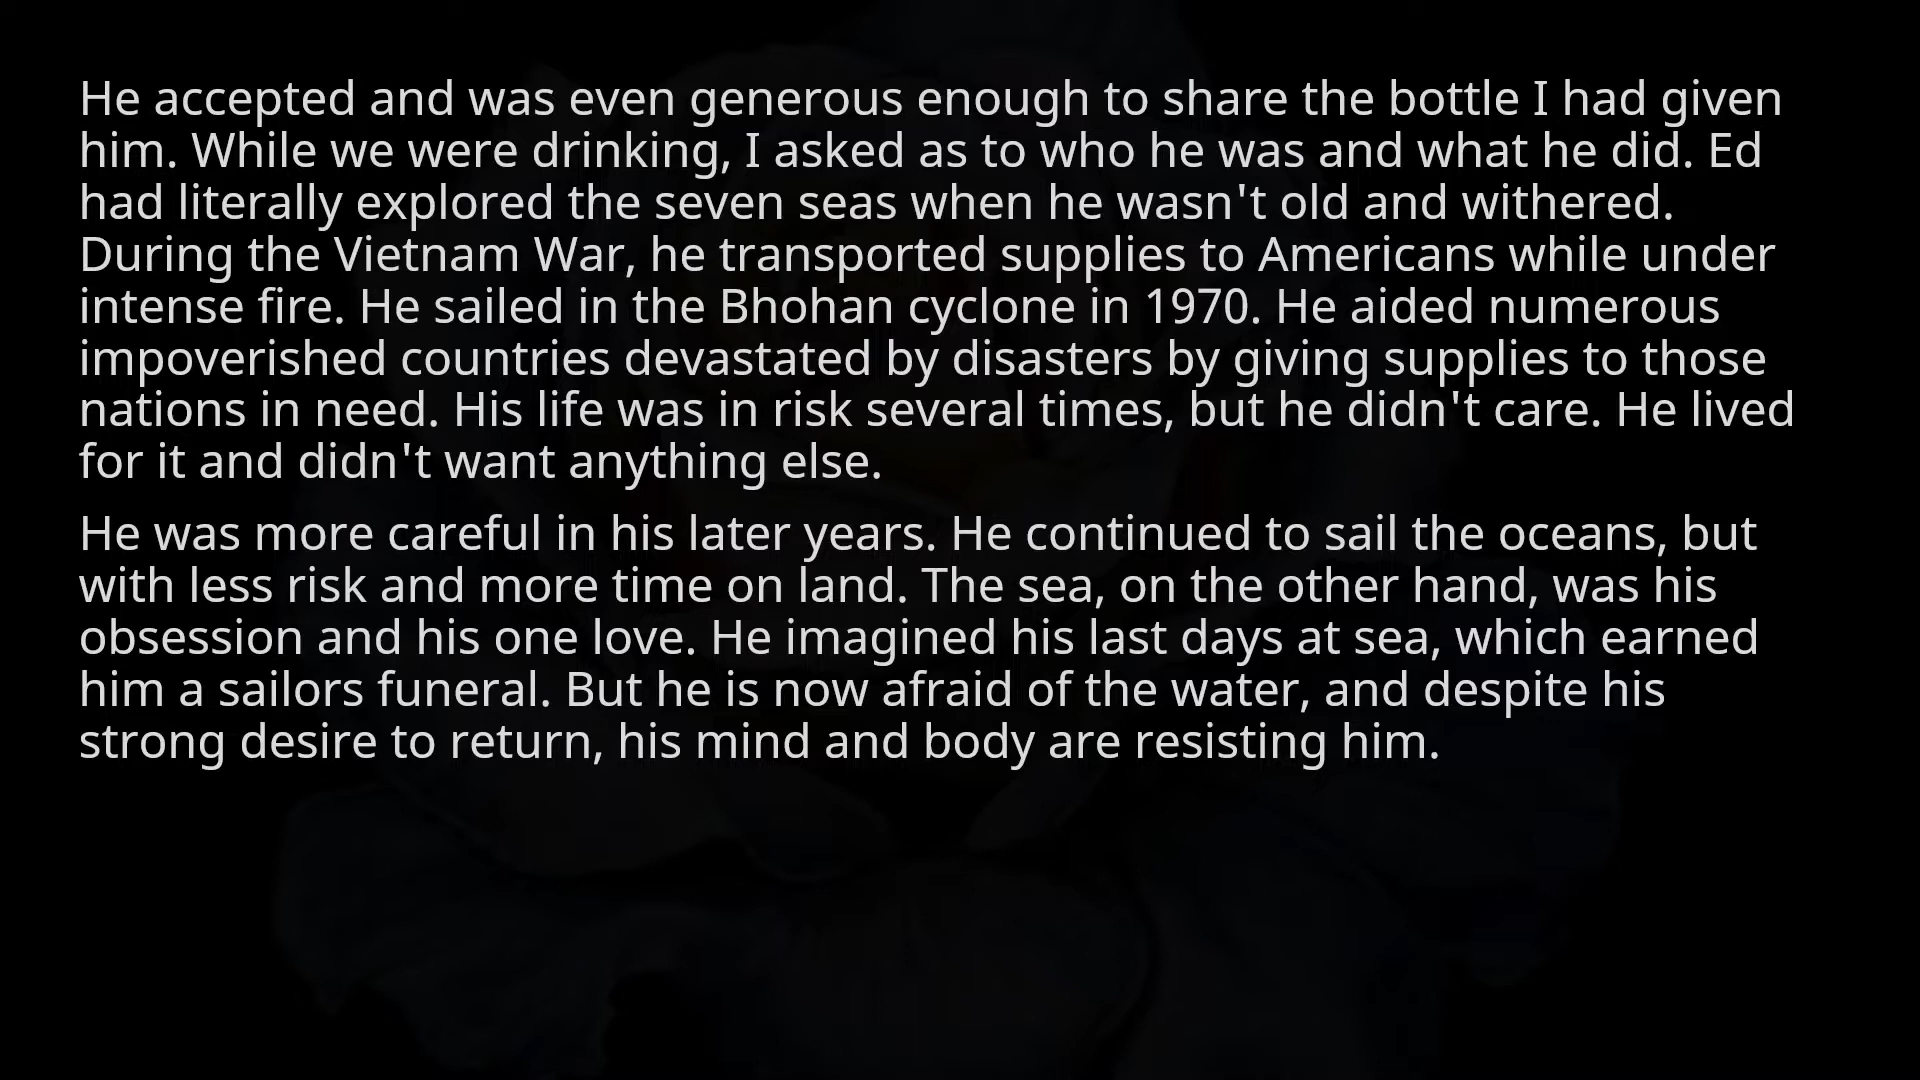 He accepted and was even generous enough to share the bottle I had given
him. While we were drinking, I asked as to who he was and what he did. Ed
had literally explored the seven seas when he wasn't old and withered.
During the Vietnam War, he transported supplies to Americans while under
intense fire. He sailed in the Bhohan cyclone in 1970. He aided numerous
impoverished countries devastated by disasters by giving supplies to those
nations in need. His life was in risk several times, but he didn't care. He lived
for it and didn't want anything else.
He was more careful in his later years. He continued to sail the oceans, but
with less risk and more time on land. The sea, on the other hand, was his
obsession and his one love. He imagined his last days at sea, which earned
him a sailors funeral. But he is now afraid of the water, and despite his
strong desire to return, his mind and body are resisting him.